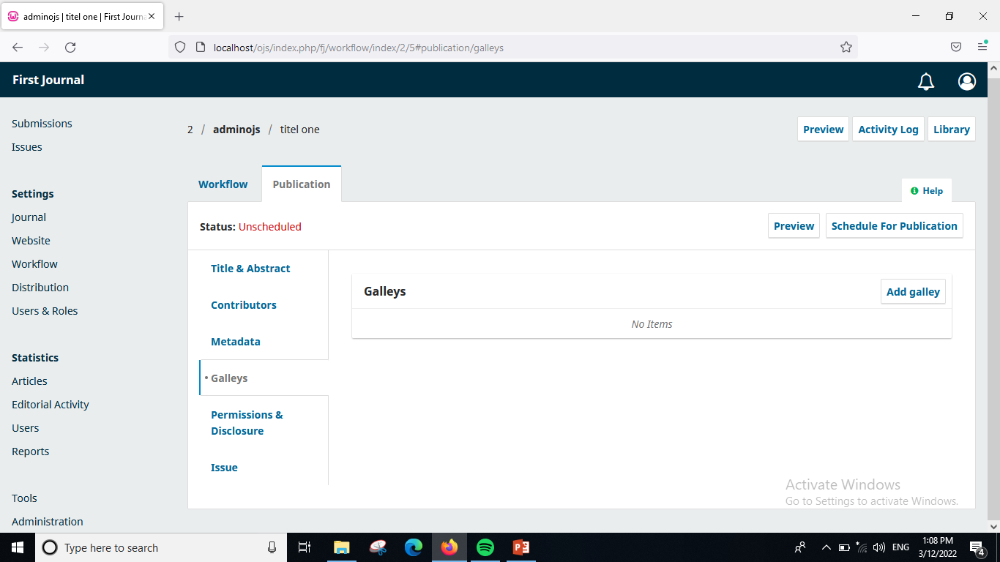 adminojs | titel one | First Journa
localhost/ojs/index.php/fj/workflow/index/2/5#publication/galleys
First Journal
Submissions
Issues
Settings
Journal
Website
Workflow
Distribution
Users & Roles
Statistics
Articles
Editorial Activity
Users
Reports
Tools
Administration
2 / adminojs / titel one
Preview Activity Log Library
Workflow Publication
Help
Status: Unscheduled
Preview Schedule For Publication
Title & Abstract
Contributors
Metadata
• Galleys
Permissions &
Disclosure
Issue
Galleys Add galley
No Items
Activate Windows
Go to Settings to activate Windows.
Type here to search
ENG
1:08 PM
3/12/2022
4